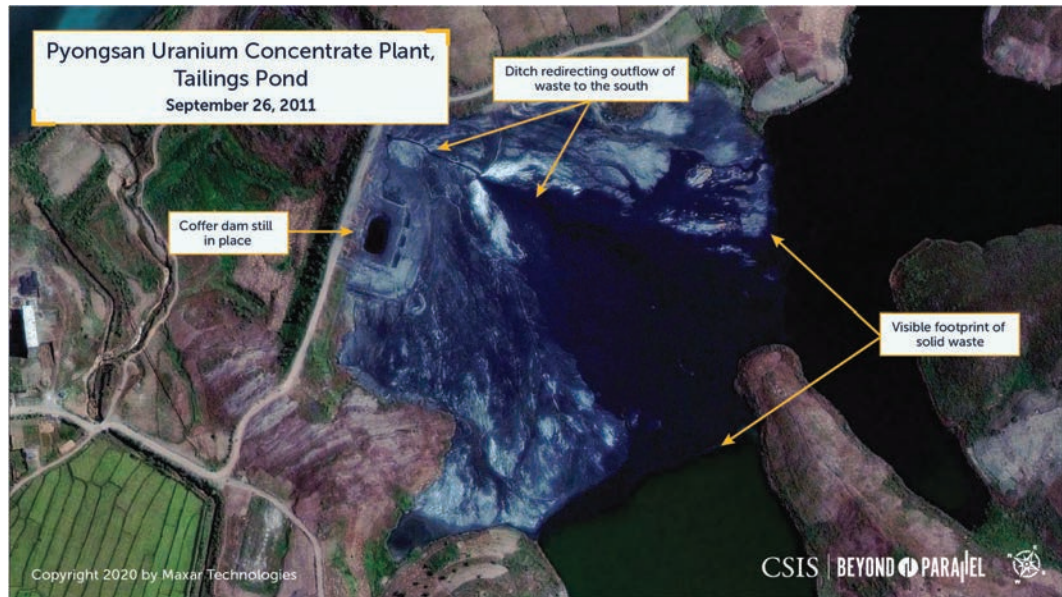 Pyongsan Uranium Concentrate Plant,
Tailings Pond
September 26, 2011
Ditch redirecting outflow of
waste to the south
Coffer dam still
in place
Visible footprint of
solid waste
Copyright 2020 by Maxar Technologies
CSIS | BEYOND PARALLEL